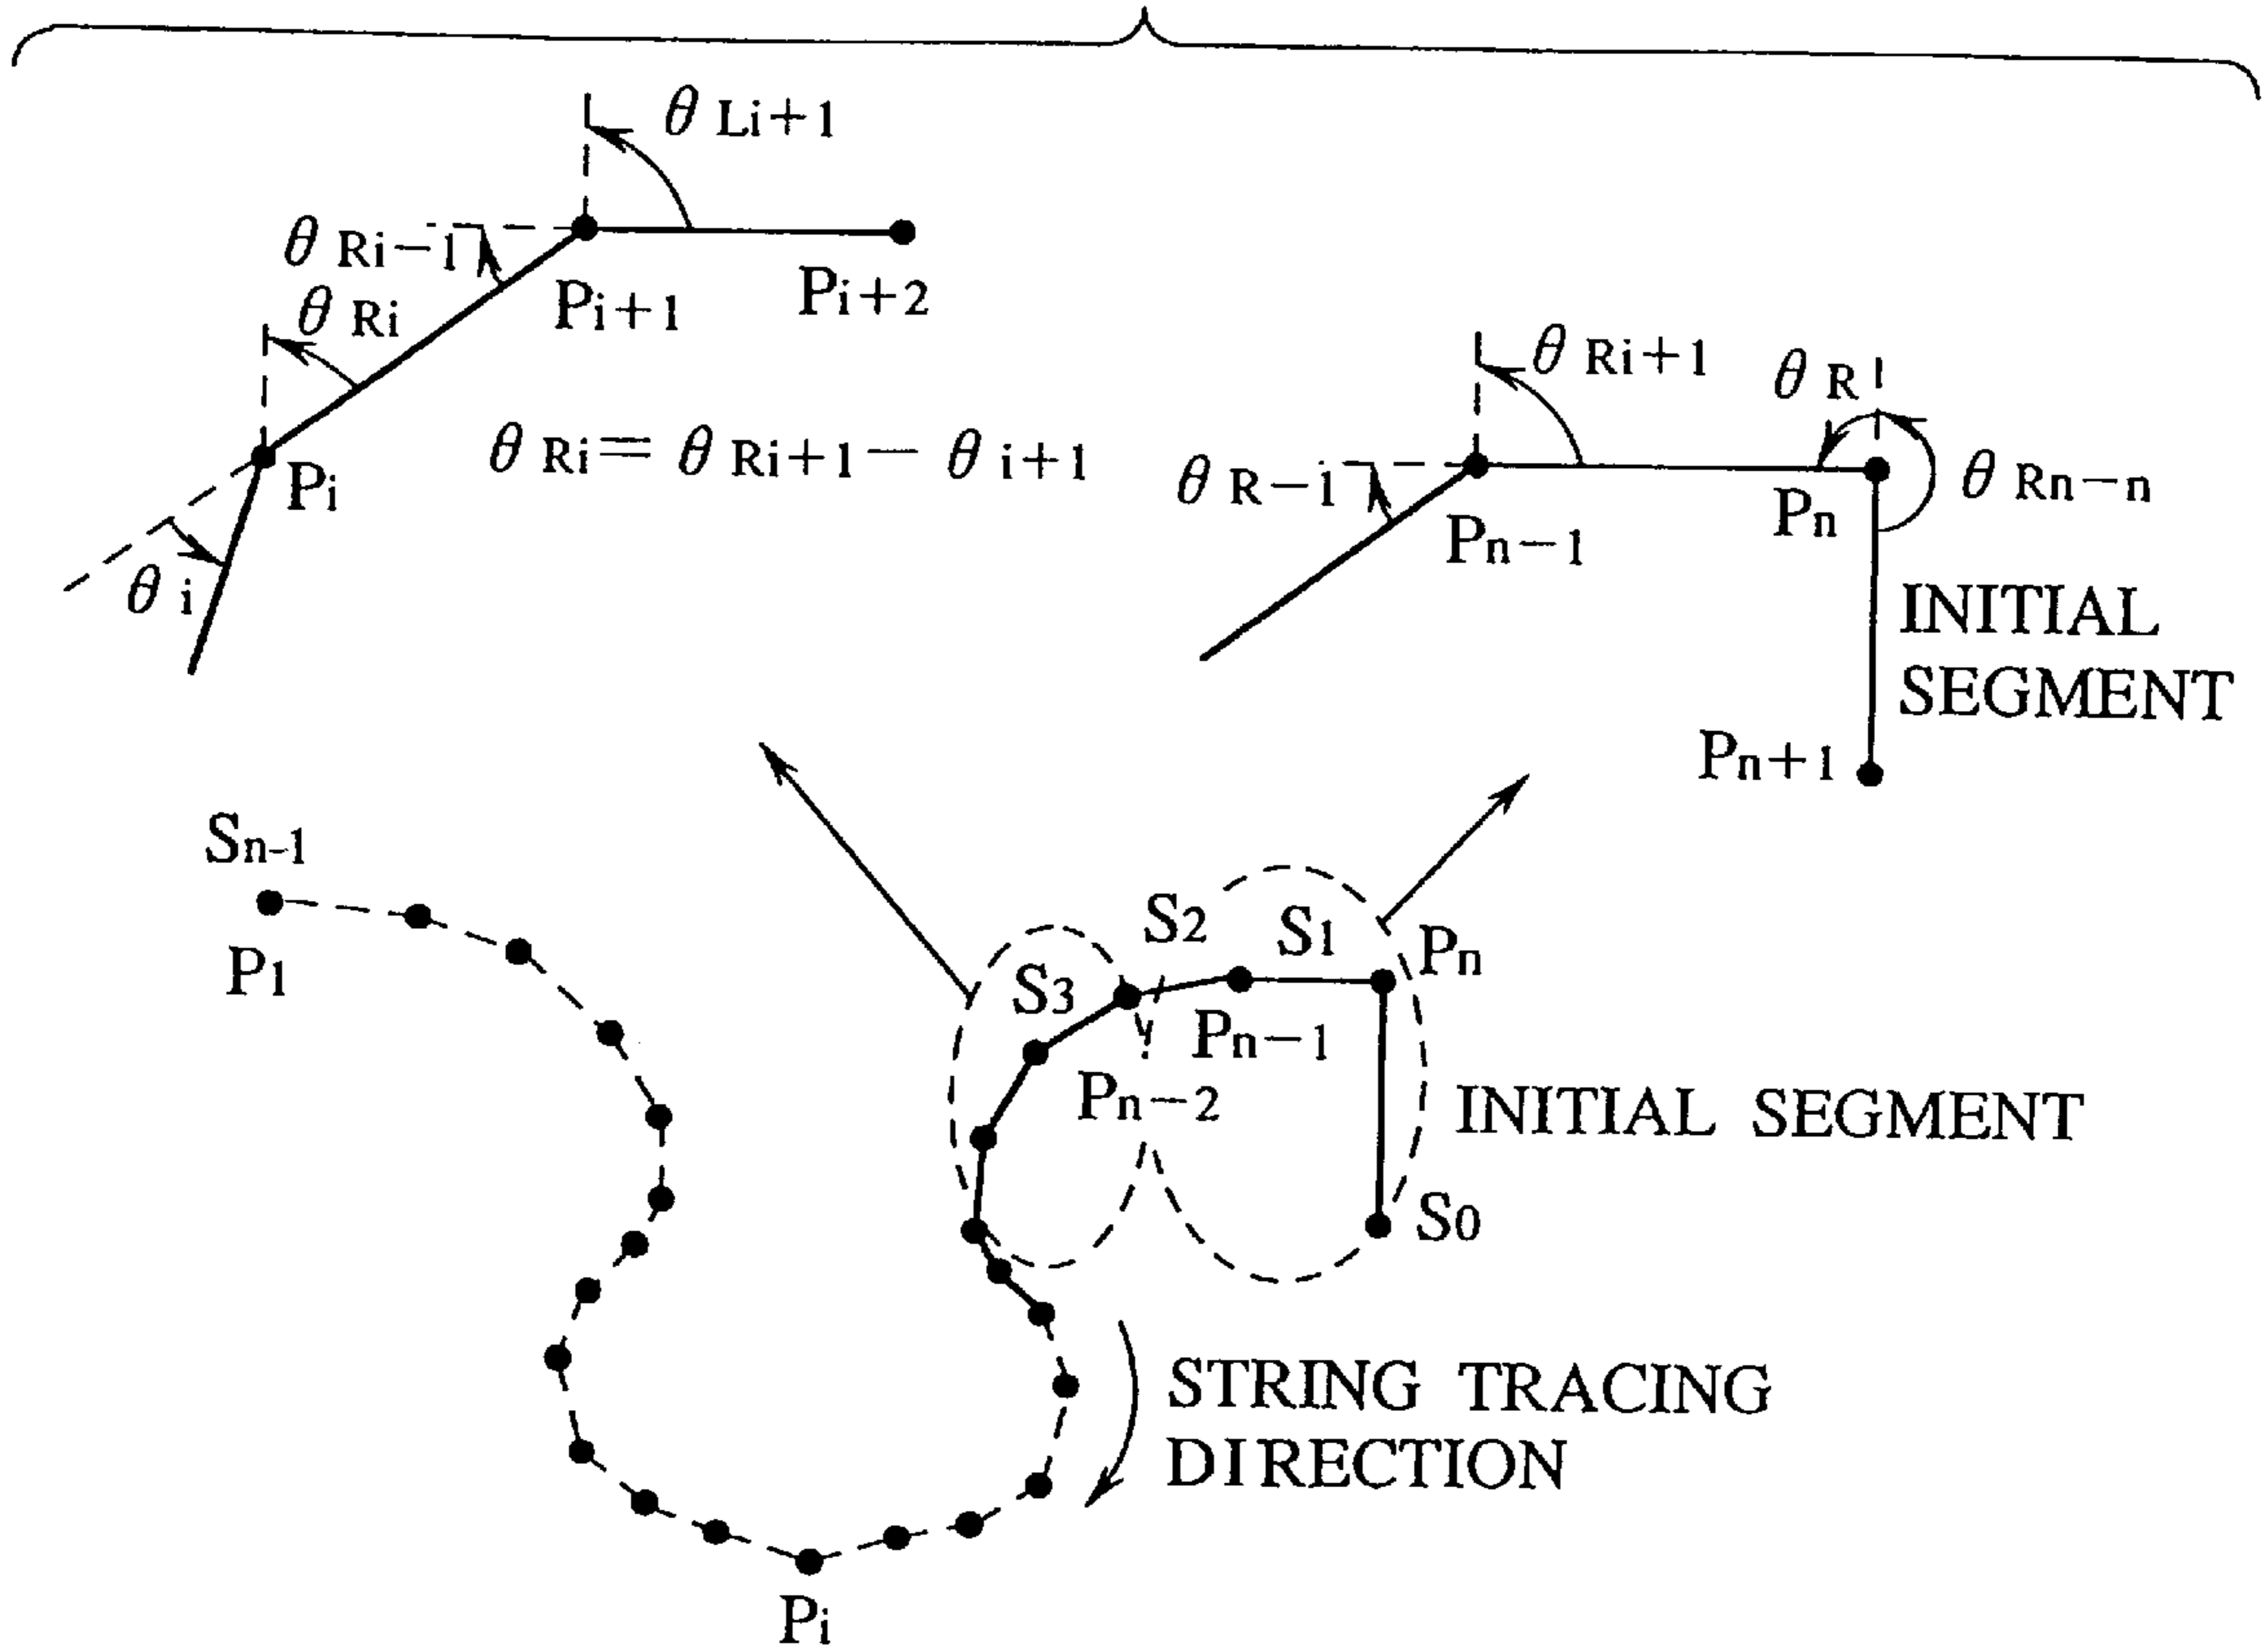 θ Li+1
θ Ri-1
Pi+1
Pi+2
θ Ri
θ Ri = θ Ri+1 - θ i+1
Pi
θ i
θ Ri+1
θ R
θ R-i
Pn-1
Pn
θ Rn-n
INITIAL
SEGMENT
Pn+1
Sn-1
P1
S3
S2
S1
Pn
Pn-1
Pn-2
INITIAL SEGMENT
S0
STRING TRACING
DIRECTION
Pi